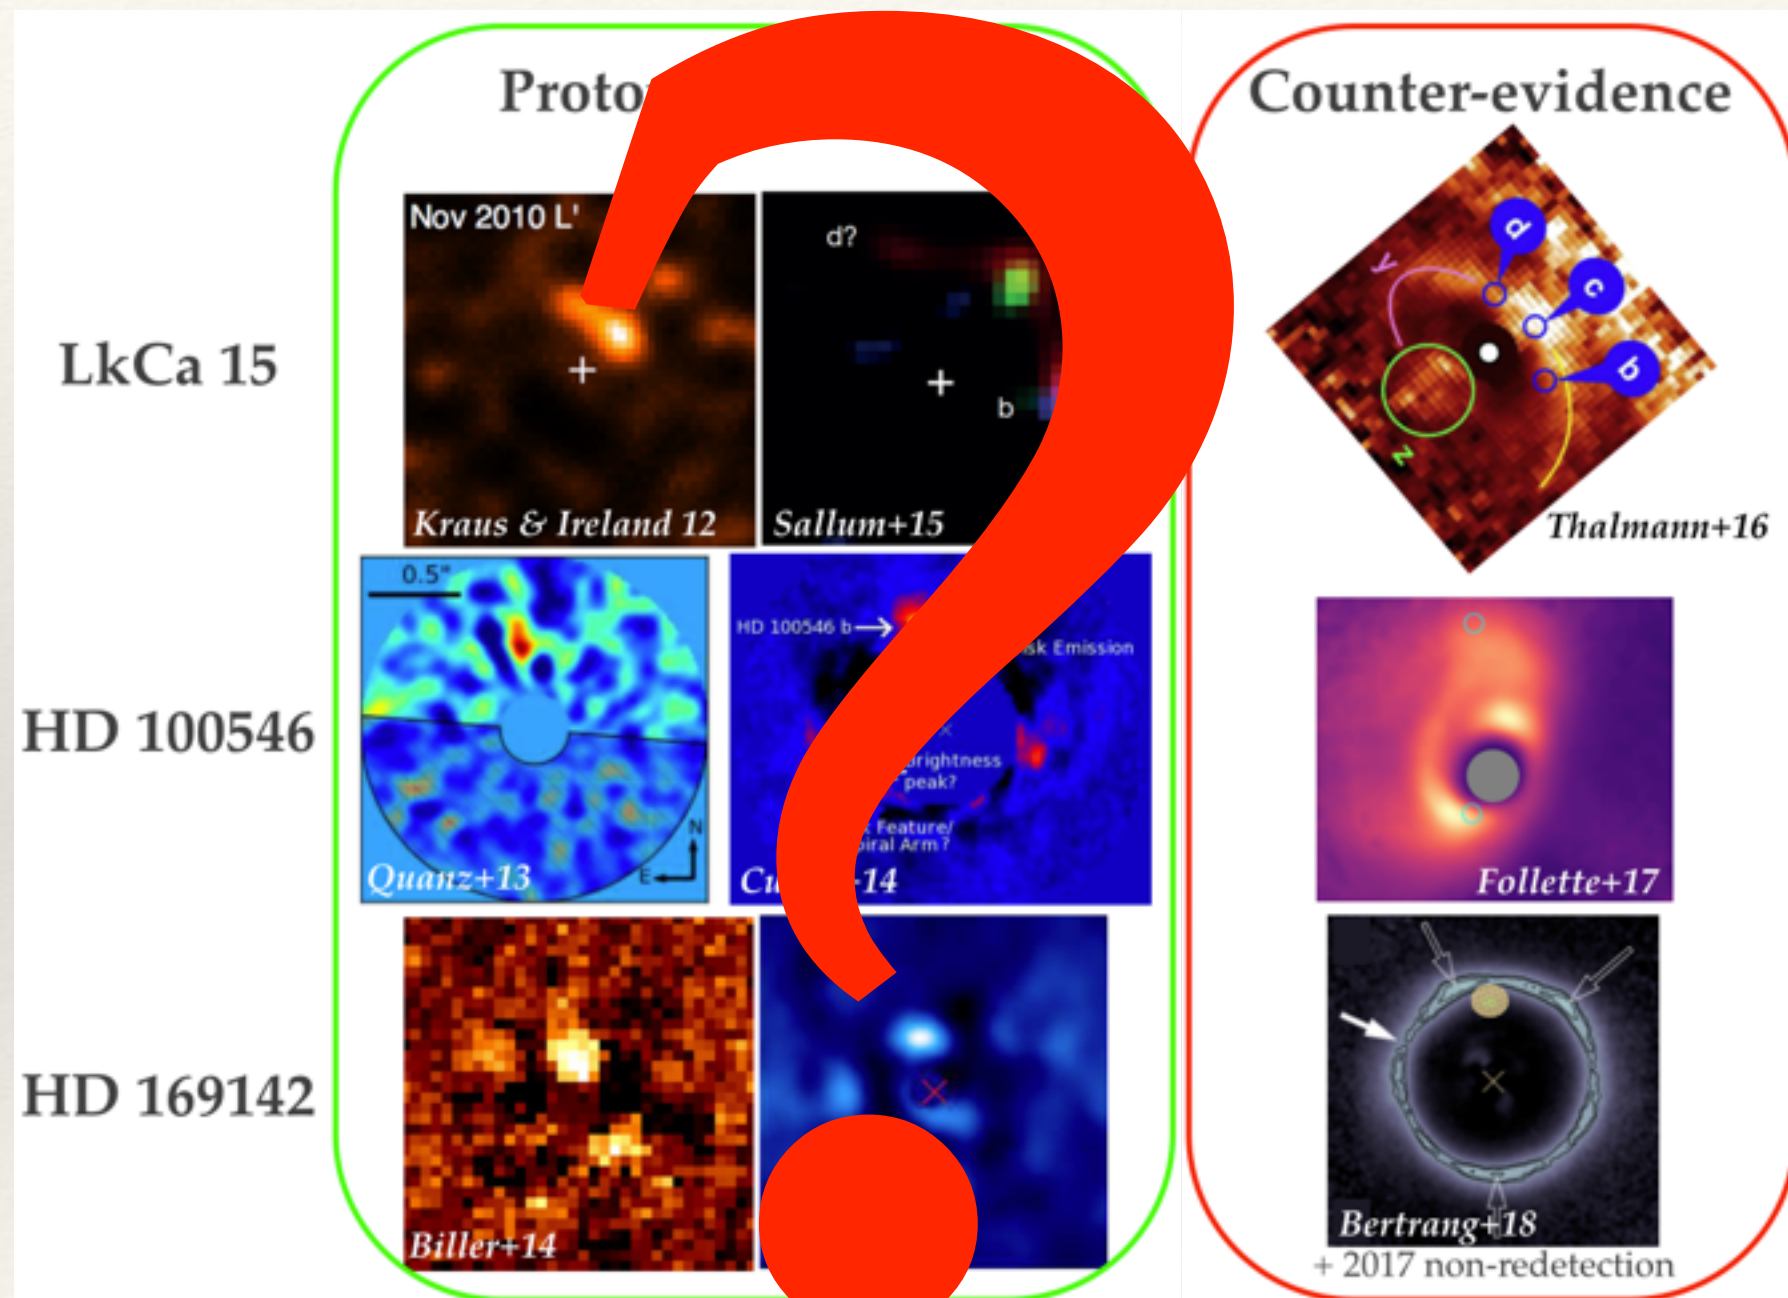 Proto
Counter-evidence
LkCa 15
Nov 2010 L'
Kraus & Ireland 12
d?
b
Sallum+15
y
d
c
b
z
Thalmann+16
HD 100546
0.5"
N
E
Quanz+13
HD 100546 b
sk Emission
rightness
peak?
Feature/
iral Arm?
Cu
-14
Follette+17
HD 169142
Biller+14
Bertrang+18
+ 2017 non-redetection